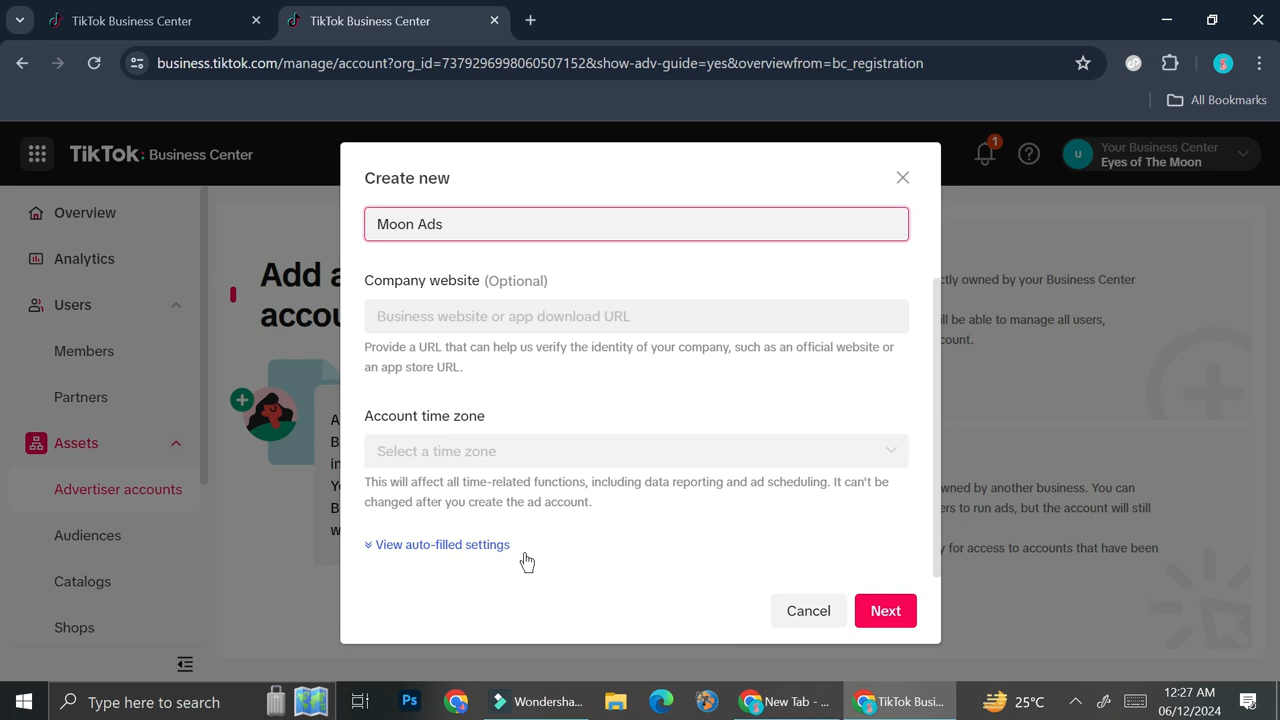 TikTok Business Center
TikTok Business Center
business.tiktok.com/manage/account?org_id=7379296998060507152&show-adv-guide=yes&overviewfrom=bc_registration
All Bookmarks
TikTok: Business Center
1
U
Your Business Center
Eyes of The Moon
Overview
Analytics
Users
Members
Partners
Assets
Advertiser accounts
Audiences
Catalogs
Shops
Add a
accou
A
B
in
Y
B
w
ctly owned by your Business Center
ll be able to manage all users,
count.
wned by another business. You can
ers to run ads, but the account will still
y for access to accounts that have been
Create new
Moon Ads
Company website (Optional)
Business website or app download URL
Provide a URL that can help us verify the identity of your company, such as an official website or
an app store URL.
Account time zone
Select a time zone
This will affect all time-related functions, including data reporting and ad scheduling. It can't be
changed after you create the ad account.
View auto-filled settings
Cancel
Next
Type here to search
Ps
Wondersha...
New Tab - ...
TikTok Busi...
25°C
12:27 AM
06/12/2024